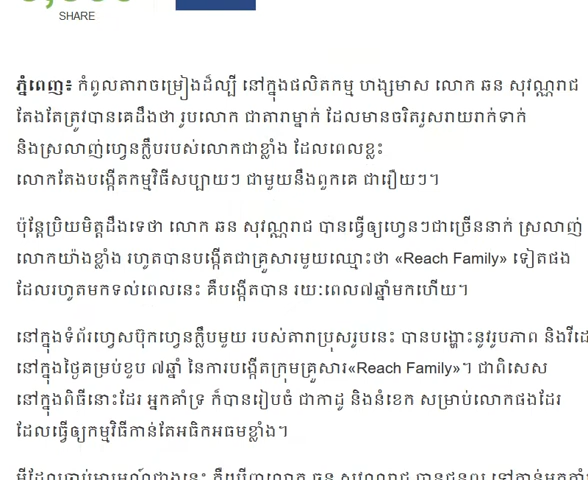 SHARE
ភ្នំពេញ៖ កំពូលតារាចម្រៀងដ៏ល្បី នៅក្នុងផលិតកម្ម ហង្សមាស លោក ឆន សុវណ្ណរាជ
តែងតែត្រូវបានគេដឹងថា រូបលោក ជាតារាម្នាក់ ដែលមានចរិតរួសរាយរាក់ទាក់
និងស្រលាញ់ហ្វេនក្លឹបរបស់លោកជាខ្លាំង ដែលពេលខ្លះ
លោកតែងបង្កើតកម្មវិធីសប្បាយៗ ជាមួយនឹងពួកគេ ជារឿយៗ។
ប៉ុន្តែប្រិយមិត្តដឹងទេថា លោក ឆន សុវណ្ណរាជ បានធ្វើឲ្យហ្វេនៗជាច្រើននាក់ ស្រលាញ់
លោកយ៉ាងខ្លាំង រហូតបានបង្កើតជាគ្រួសារមួយឈ្មោះថា «Reach Family» ទៀតផង
ដែលរហូតមកទល់ពេលនេះ គឺបង្កើតបាន រយៈពេល៧ឆ្នាំមកហើយ។
នៅក្នុងទំព័រហ្វេសប៊ុកហ្វេនក្លឹបមួយ របស់តារាប្រុសរូបនេះ បានបង្ហោះនូវរូបភាព
នៅក្នុងថ្ងៃគម្រប់ខួប ៧ឆ្នាំ នៃការបង្កើតក្រុមគ្រួសារ«Reach Family»។ ជាពិសេស
នៅក្នុងពិធីនោះដែរ អ្នកគាំទ្រ ក៏បានរៀបចំ ជាកាដូ និងនំខេក សម្រាប់លោកផងដែរ
ដែលធ្វើឲ្យកម្មវិធីកាន់តែអធិកអធមខ្លាំង។